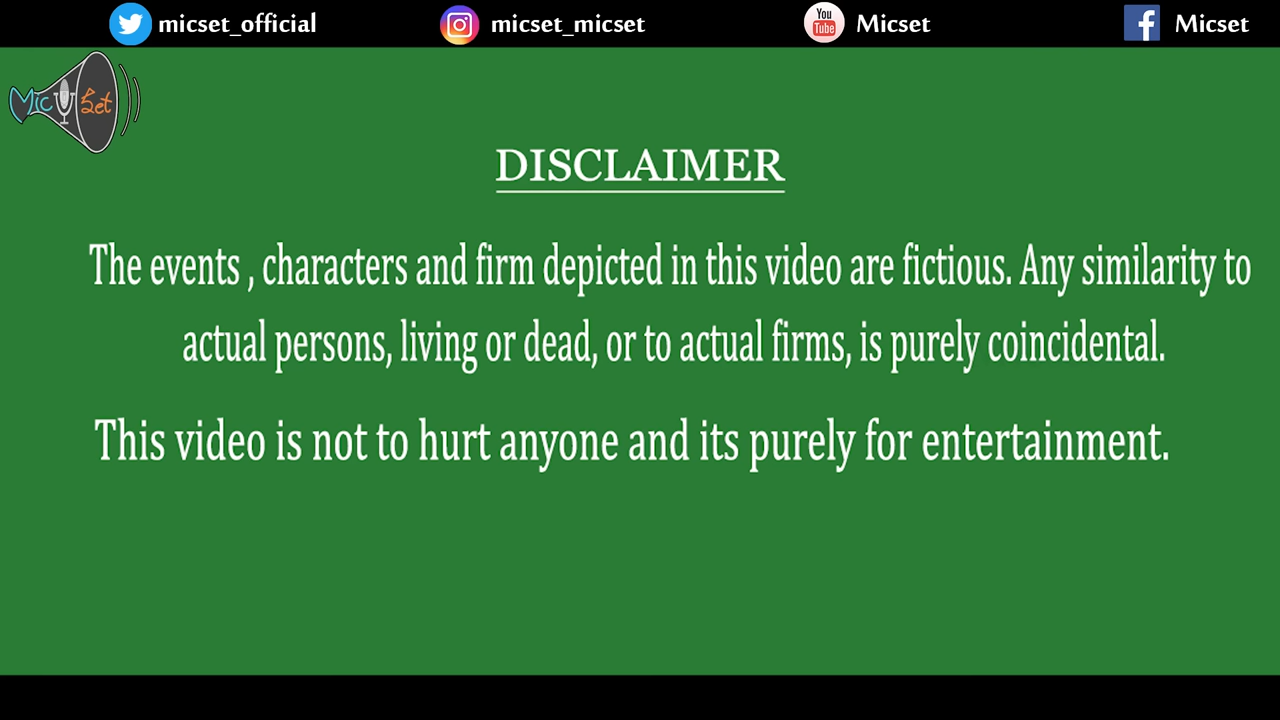 micset_official micset_micset You Tube Micset Micset
Mic Set
DISCLAIMER
The events , characters and firm depicted in this video are fictious. Any similarity to
actual persons, living or dead, or to actual firms, is purely coincidental.
This video is not to hurt anyone and its purely for entertainment.